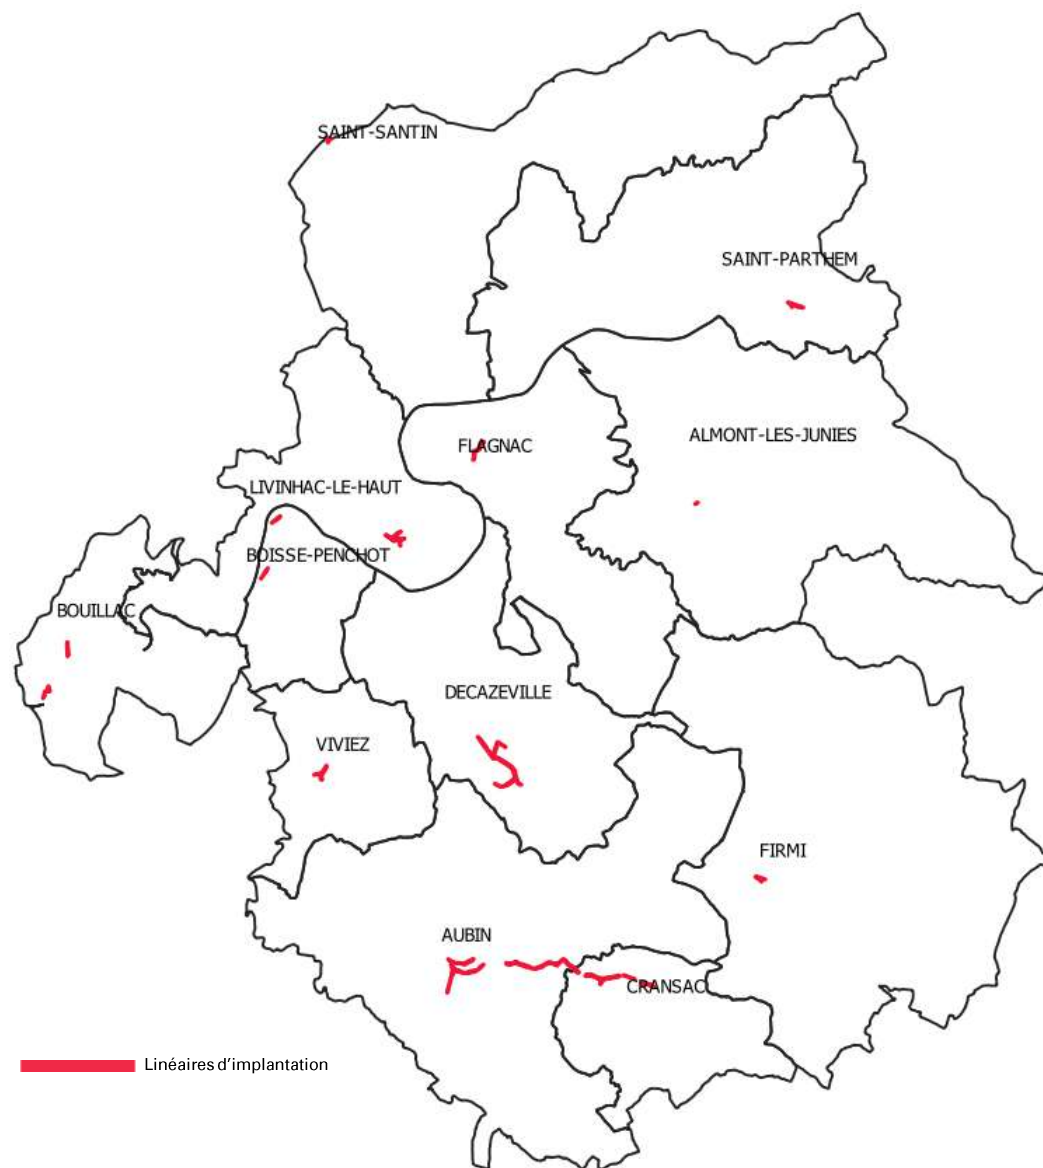 SAINT-SANTIN
SAINT-PARTHEM
ALMONT-LES-JUNIES
FLAGNAC
LIVINHAC-LE-HAUT
BOISSE-PENCHOT
BOUILLAC
DECAZEVILLE
VIVIEZ
FIRMI
AUBIN
CRANSAC
Linéaires d'implantation